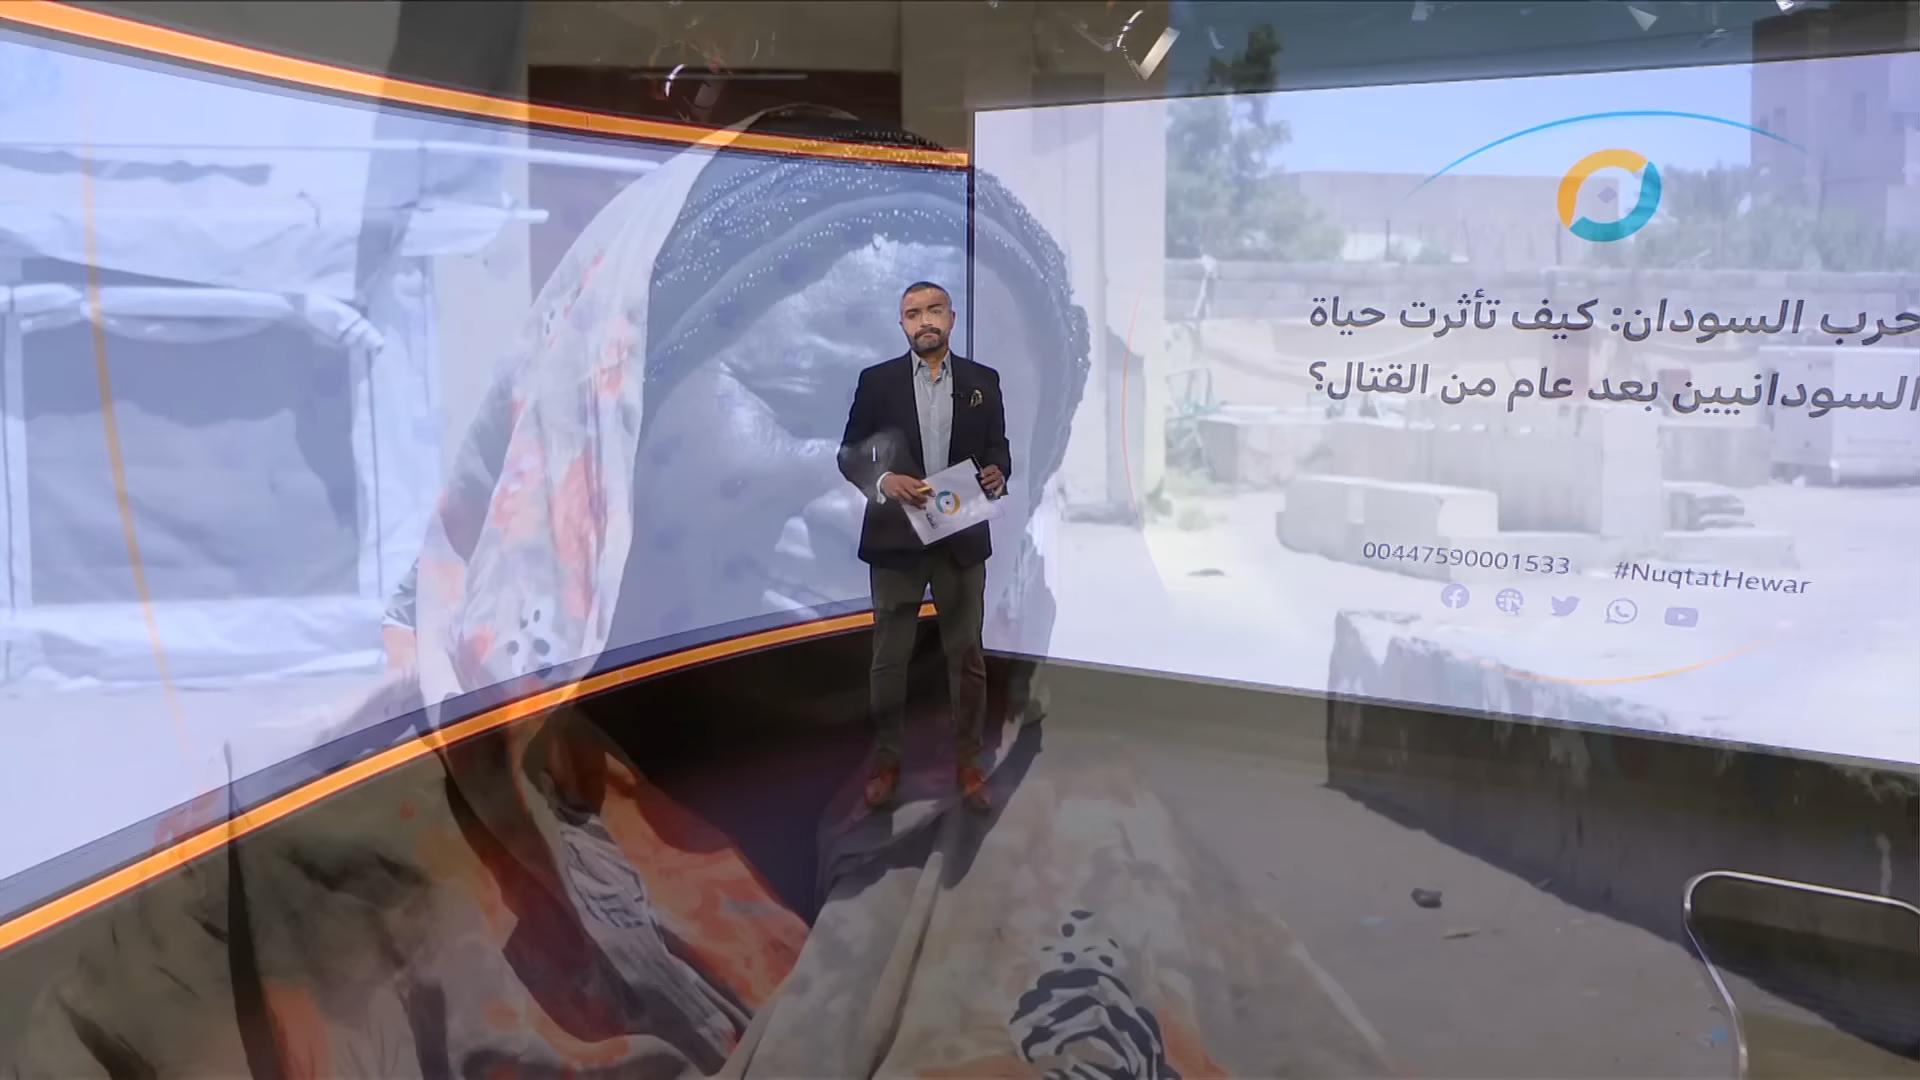 حرب السودان: كيف تأثرت حياة
السودانيين بعد عام من القتال؟
00447590001533 #NuqtatHewar